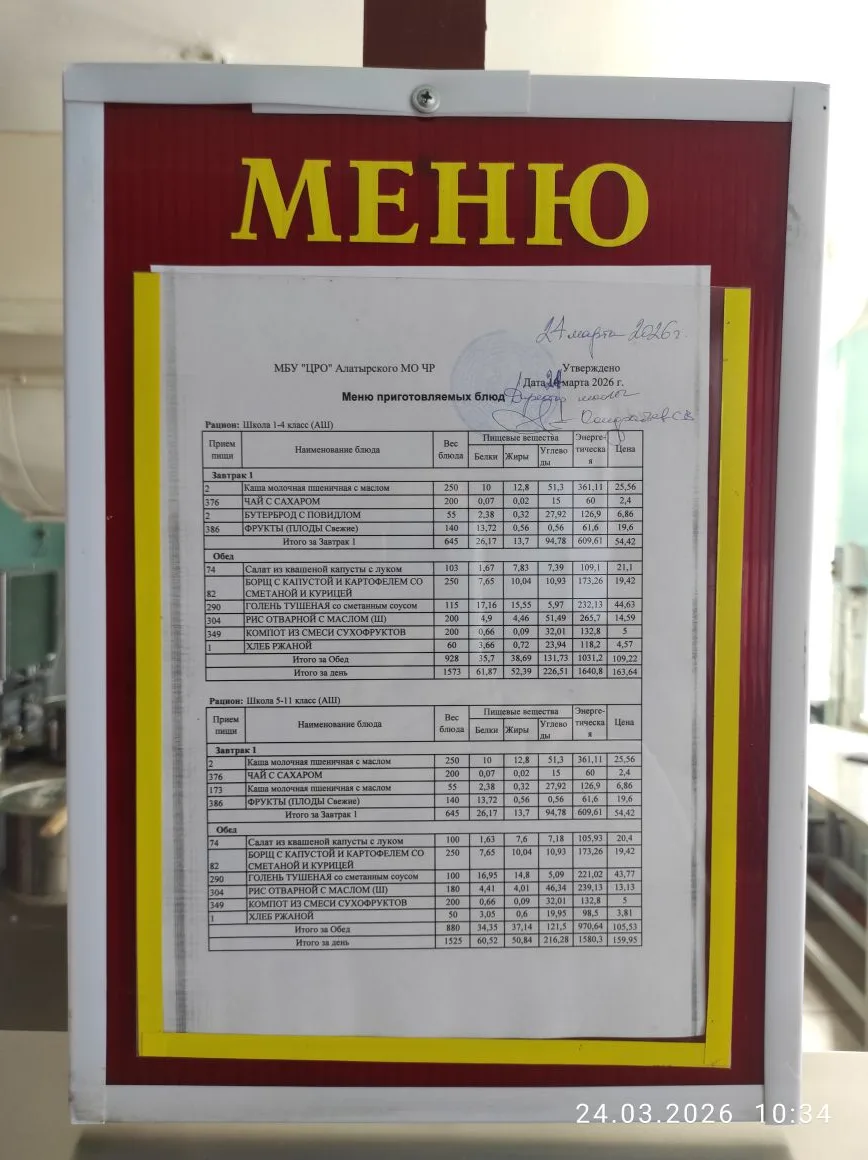 МЕНЮ
24 марта 2026 г.
МБУ "ЦРО" Алатырского МО ЧР
Утверждено
Дата 24 марта 2026 г.
Меню приготовляемых блюд
Директор школы
Рацион: Школа 1-4 класс (АШ)
Прием пищи Наименование блюда Вес блюда Пищевые вещества Белки Жиры Углеводы Энерге-тическая Цена
Завтрак 1
2 Каша молочная пшеничная с маслом 250 10 12,8 51,3 361,11 25,56
376 ЧАЙ С САХАРОМ 200 0,07 0,02 15 60 2,4
2 БУТЕРБРОД С ПОВИДЛОМ 55 2,38 0,32 27,92 126,9 6,86
386 ФРУКТЫ (ПЛОДЫ Свежие) 140 13,72 0,56 0,56 61,6 19,6
Итого за Завтрак 1 645 26,17 13,7 94,78 609,61 54,42
Обед
74 Салат из квашеной капусты с луком 103 1,67 7,83 7,39 109,1 21,1
82 БОРЩ С КАПУСТОЙ И КАРТОФЕЛЕМ СО СМЕТАНОЙ И КУРИЦЕЙ 250 7,65 10,04 10,93 173,26 19,42
290 ГОЛЕНЬ ТУШЕНАЯ со сметанным соусом 115 17,16 15,55 5,97 232,13 44,63
304 РИС ОТВАРНОЙ С МАСЛОМ (Ш) 200 4,9 4,46 51,49 265,7 14,59
349 КОМПОТ ИЗ СМЕСИ СУХОФРУКТОВ 200 0,66 0,09 32,01 132,8 5
1 ХЛЕБ РЖАНОЙ 60 3,66 0,72 23,94 118,2 4,57
Итого за Обед 928 35,7 38,69 131,73 1031,2 109,22
Итого за день 1573 61,87 52,39 226,51 1640,8 163,64
Рацион: Школа 5-11 класс (АШ)
Прием пищи Наименование блюда Вес блюда Пищевые вещества Белки Жиры Углеводы Энерге-тическая Цена
Завтрак 1
2 Каша молочная пшеничная с маслом 250 10 12,8 51,3 361,11 25,56
376 ЧАЙ С САХАРОМ 200 0,07 0,02 15 60 2,4
173 Каша молочная пшеничная с маслом 55 2,38 0,32 27,92 126,9 6,86
386 ФРУКТЫ (ПЛОДЫ Свежие) 140 13,72 0,56 0,56 61,6 19,6
Итого за Завтрак 1 645 26,17 13,7 94,78 609,61 54,42
Обед
74 Салат из квашеной капусты с луком 100 1,63 7,6 7,18 105,93 20,4
82 БОРЩ С КАПУСТОЙ И КАРТОФЕЛЕМ СО СМЕТАНОЙ И КУРИЦЕЙ 250 7,65 10,04 10,93 173,26 19,42
290 ГОЛЕНЬ ТУШЕНАЯ со сметанным соусом 100 16,95 14,8 5,09 221,02 43,77
304 РИС ОТВАРНОЙ С МАСЛОМ (Ш) 180 4,41 4,01 46,34 239,13 13,13
349 КОМПОТ ИЗ СМЕСИ СУХОФРУКТОВ 200 0,66 0,09 32,01 132,8 5
1 ХЛЕБ РЖАНОЙ 50 3,05 0,6 19,95 98,5 3,81
Итого за Обед 880 34,35 37,14 121,5 970,64 105,53
Итого за день 1525 60,52 50,84 216,28 1580,3 159,95
24.03.2026 10:34